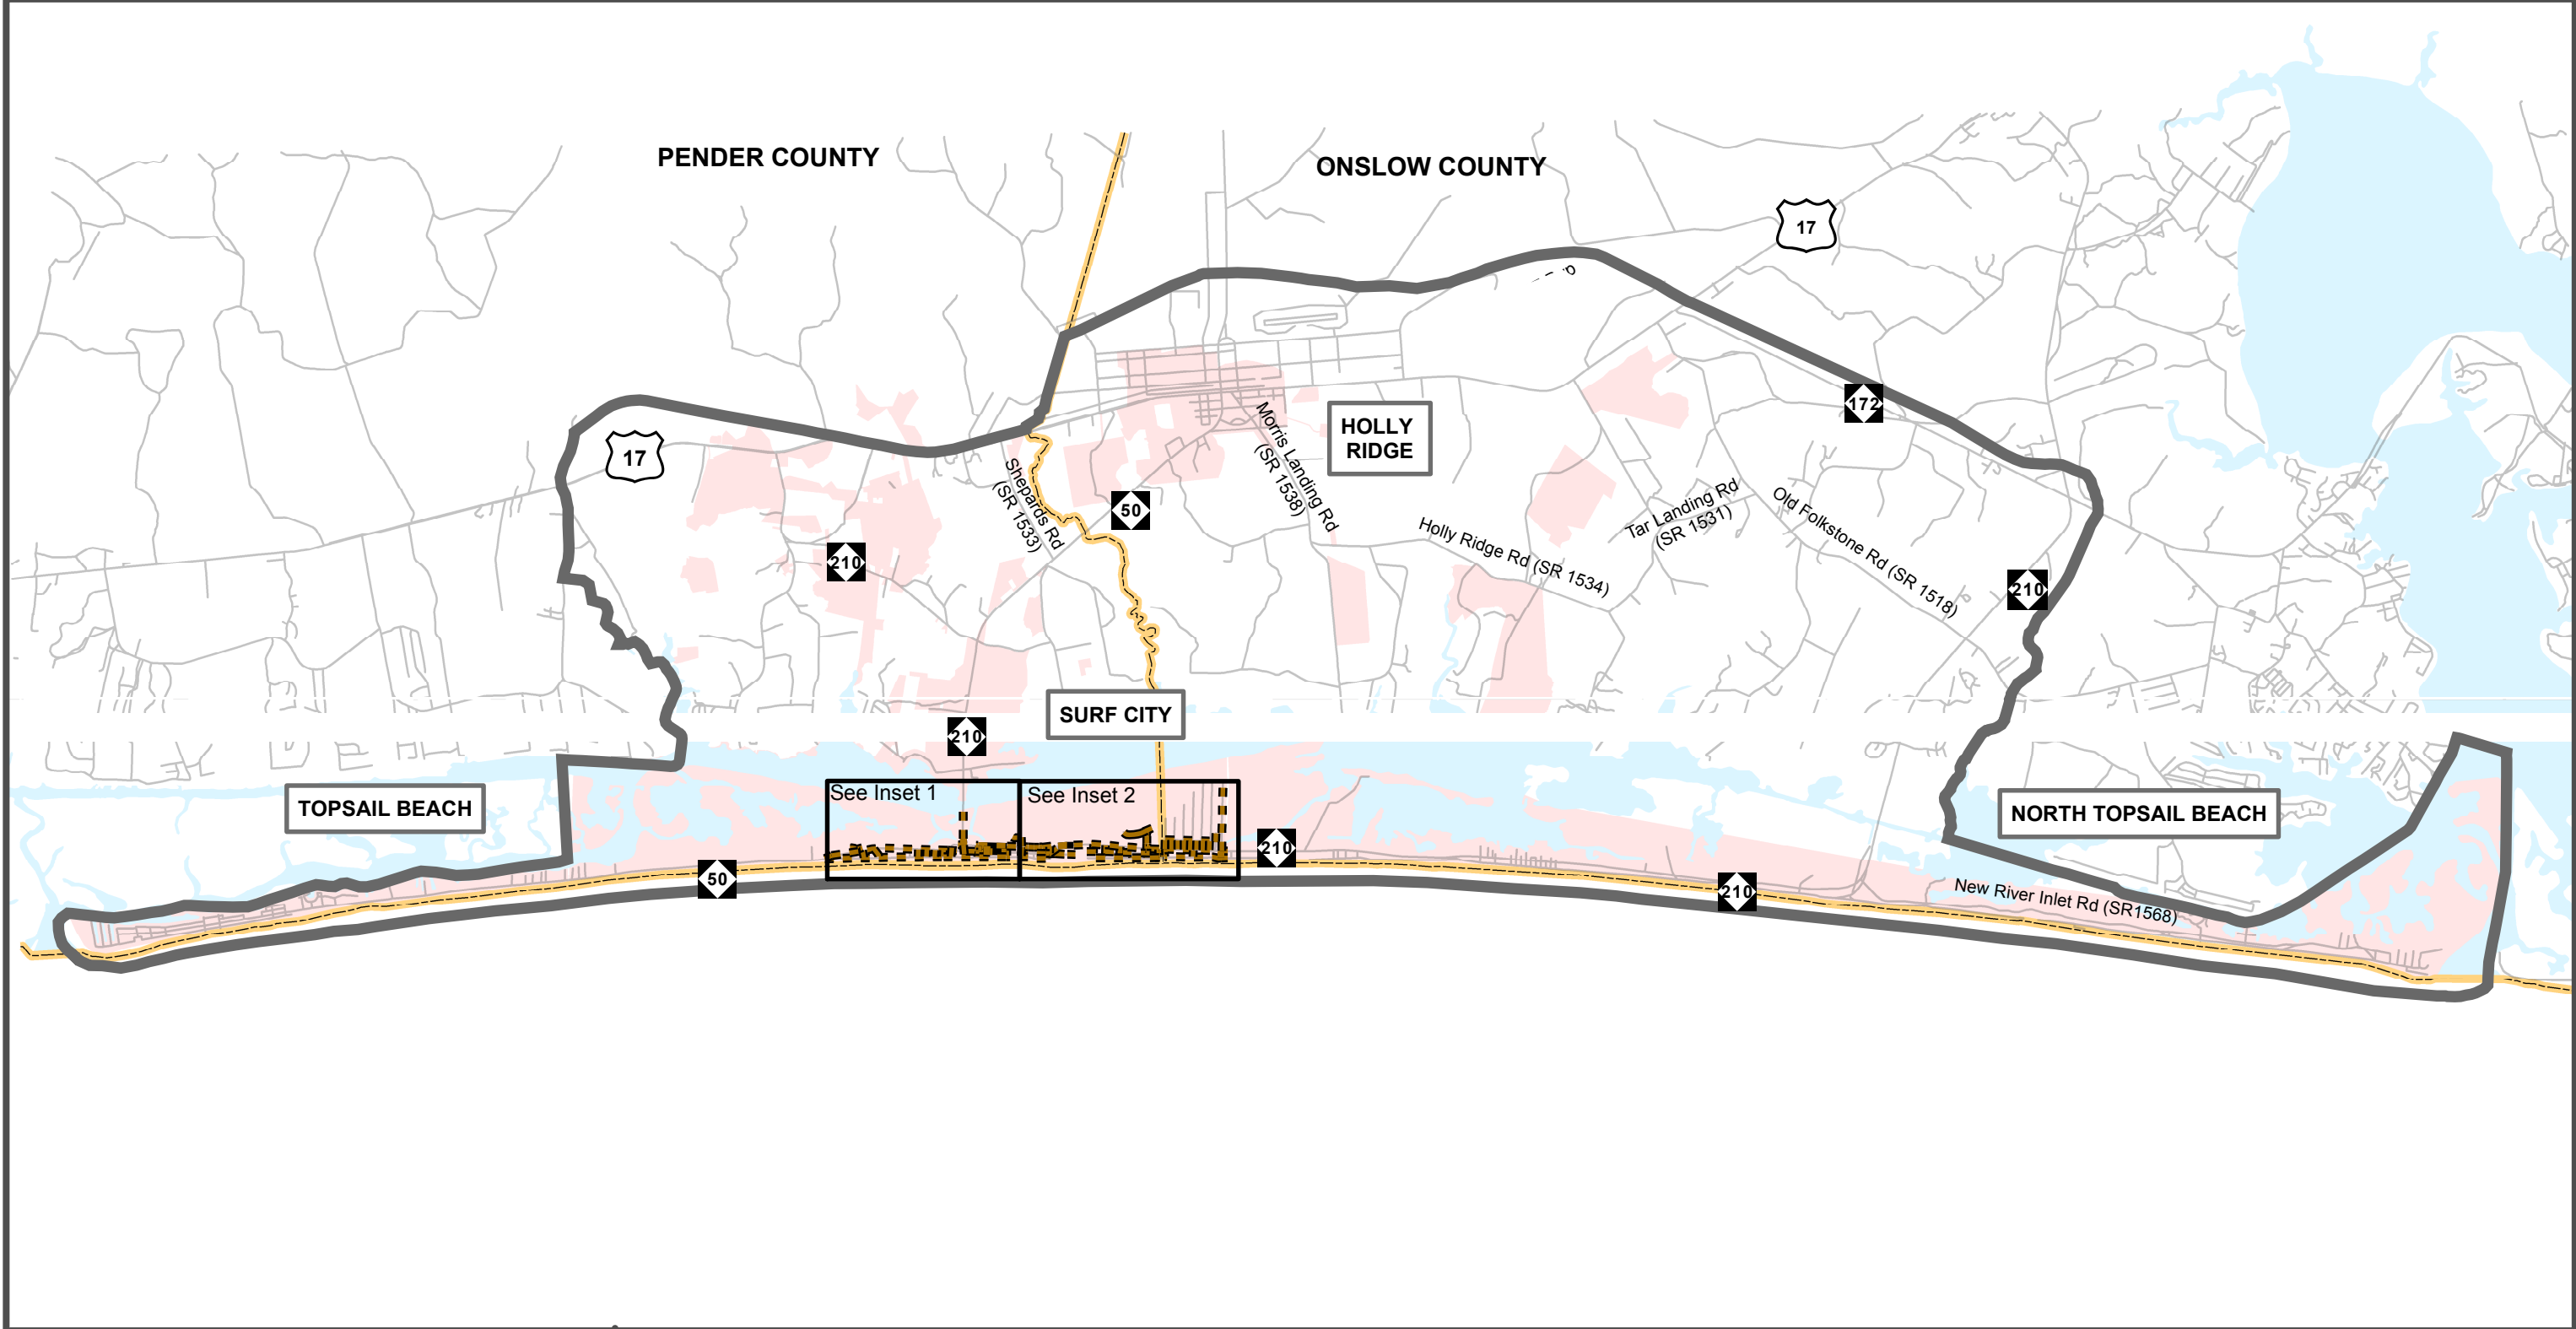 PENDER COUNTY
ONSLOW COUNTY
17
17
172
HOLLY
RIDGE
Morris Landing Rd
(SR 1538)
Shepards Rd
(SR 1533)
50
210
Holly Ridge Rd (SR 1534)
Tar Landing Rd
(SR 1531)
Old Folkstone Rd (SR 1518)
210
SURF CITY
210
See Inset 1
See Inset 2
TOPSAIL BEACH
NORTH TOPSAIL BEACH
210
50
210
New River Inlet Rd (SR1568)